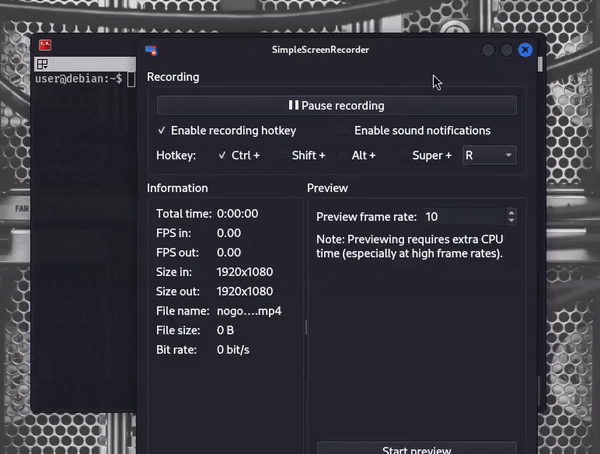 SimpleScreenRecorder
user@debian:~$
Recording
Pause recording
Enable recording hotkey
Enable sound notifications
Hotkey: Ctrl + Shift + Alt + Super + R
Information
Total time: 0:00:00
FPS in: 0.00
FPS out: 0.00
Size in: 1920x1080
Size out: 1920x1080
File name: nogo....mp4
File size: 0 B
Bit rate: 0 bit/s
Preview
Preview frame rate: 10
Note: Previewing requires extra CPU
time (especially at high frame rates).
Start preview
FAN